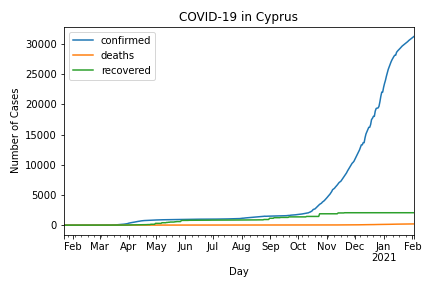 COVID-19 in Cyprus
confirmed
deaths
recovered
Number of Cases
30000
25000
20000
15000
10000
5000
0
Feb Mar Apr May Jun Jul Aug Sep Oct Nov Dec Jan Feb
2021
Day